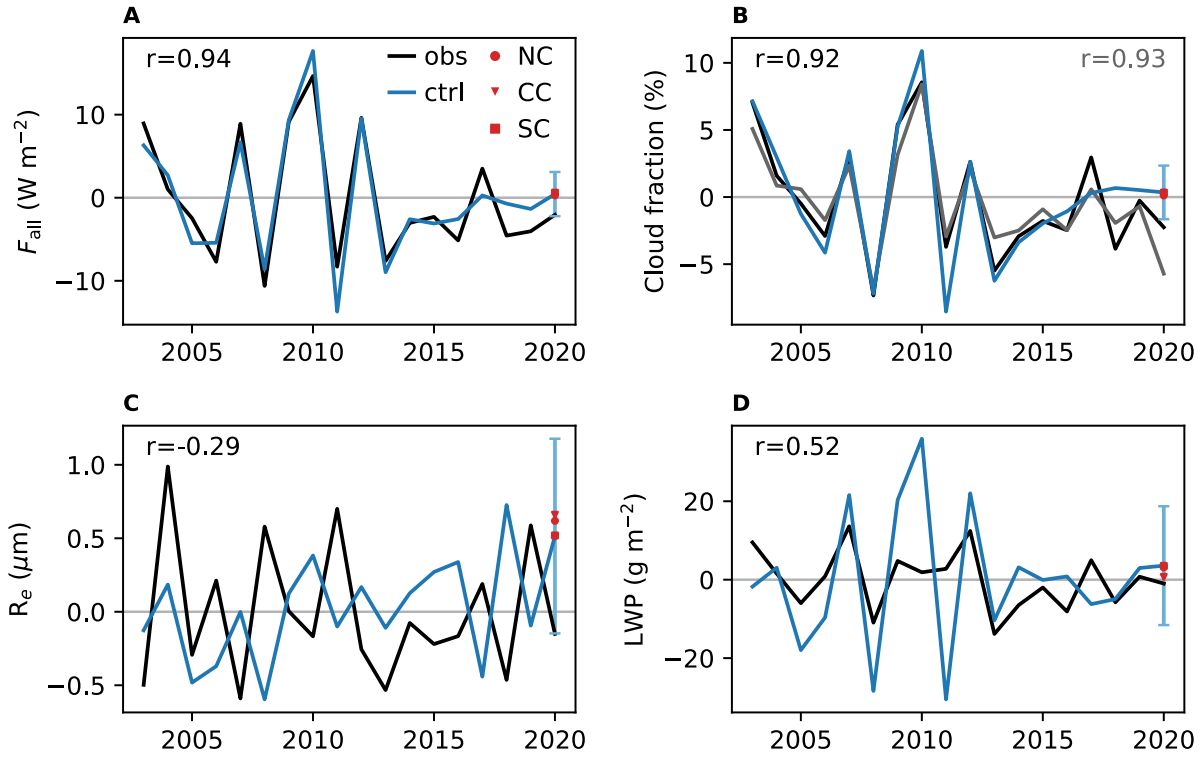 A
r=0.94
obs
ctrl
NC
CC
SC
F_all (W m⁻²)
10
0
−10
2005 2010 2015 2020
B
r=0.92
r=0.93
Cloud fraction (%)
10
5
0
−5
2005 2010 2015 2020
C
r=-0.29
R_e (μm)
1.0
0.5
0.0
−0.5
2005 2010 2015 2020
D
r=0.52
LWP (g m⁻²)
20
0
−20
2005 2010 2015 2020